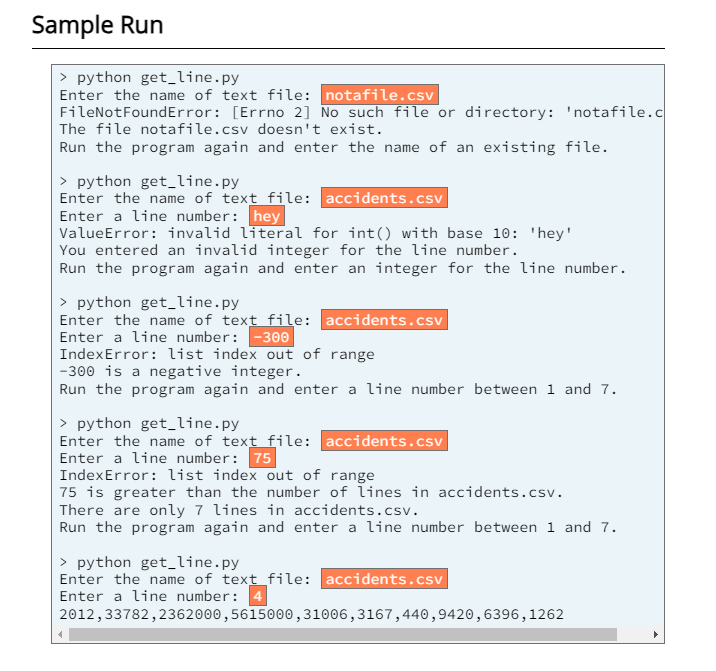 Sample Run
> python get_line.py
Enter the name of text file: notafile.csv
FileNotFoundError: [Errno 2] No such file or directory: 'notafile.c
The file notafile.csv doesn't exist.
Run the program again and enter the name of an existing file.
> python get_line.py
Enter the name of text file: accidents.csv
Enter a line number: hey
ValueError: invalid literal for int() with base 10: 'hey'
You entered an invalid integer for the line number.
Run the program again and enter an integer for the line number.
> python get_line.py
Enter the name of text file: accidents.csv
Enter a line number: -300
IndexError: list index out of range
-300 is a negative integer.
Run the program again and enter a line number between 1 and 7.
> python get_line.py
Enter the name of text file: accidents.csv
Enter a line number: 75
IndexError: list index out of range
75 is greater than the number of lines in accidents.csv.
There are only 7 lines in accidents.csv.
Run the program again and enter a line number between 1 and 7.
> python get_line.py
Enter the name of text file: accidents.csv
Enter a line number: 4
2012,33782,2362000,5615000,31006,3167,440,9420,6396,1262